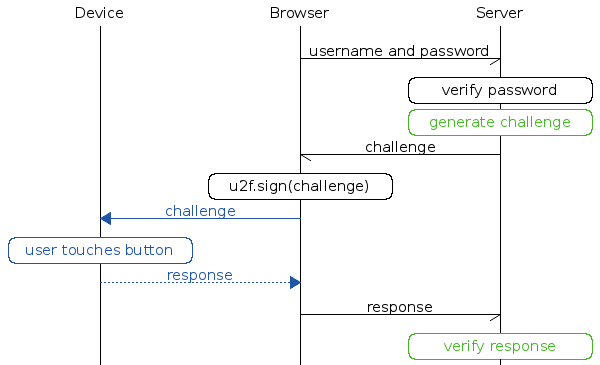 Device Browser Server
username and password
verify password
generate challenge
challenge
u2f.sign(challenge)
challenge
user touches button
response
response
verify response